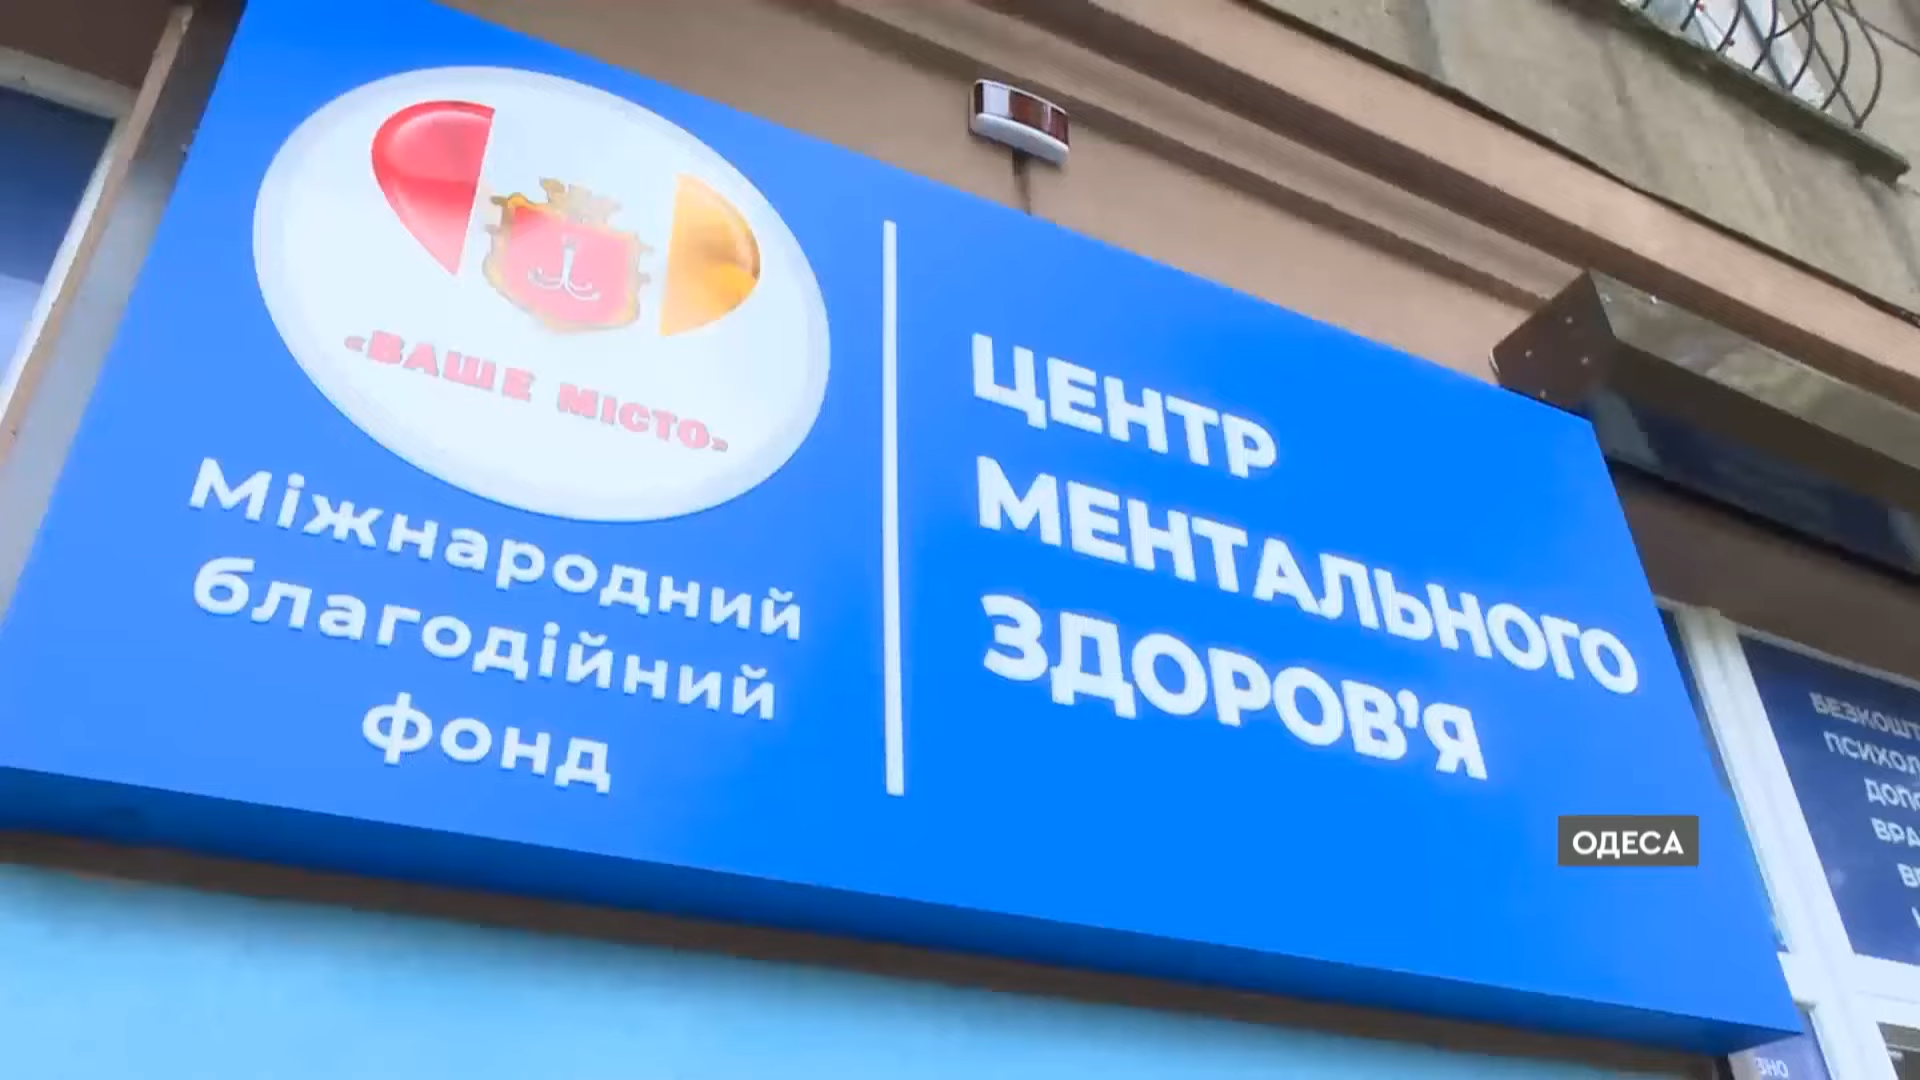 «ВАШЕ МІСТО»
Міжнародний
благодійний
фонд
ЦЕНТР
МЕНТАЛЬНОГО
ЗДОРОВ’Я
ОДЕСА